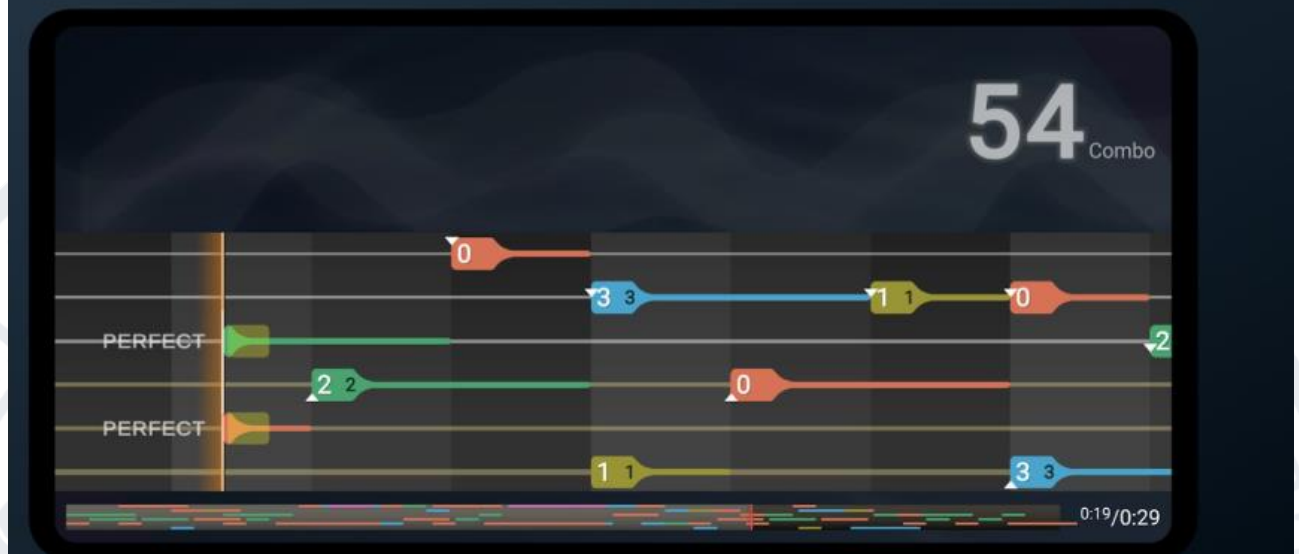 54 Combo
0
3 3 1 1 0
PERFECT 2
2 2 0
PERFECT
1 1 3 3
0:19/0:29